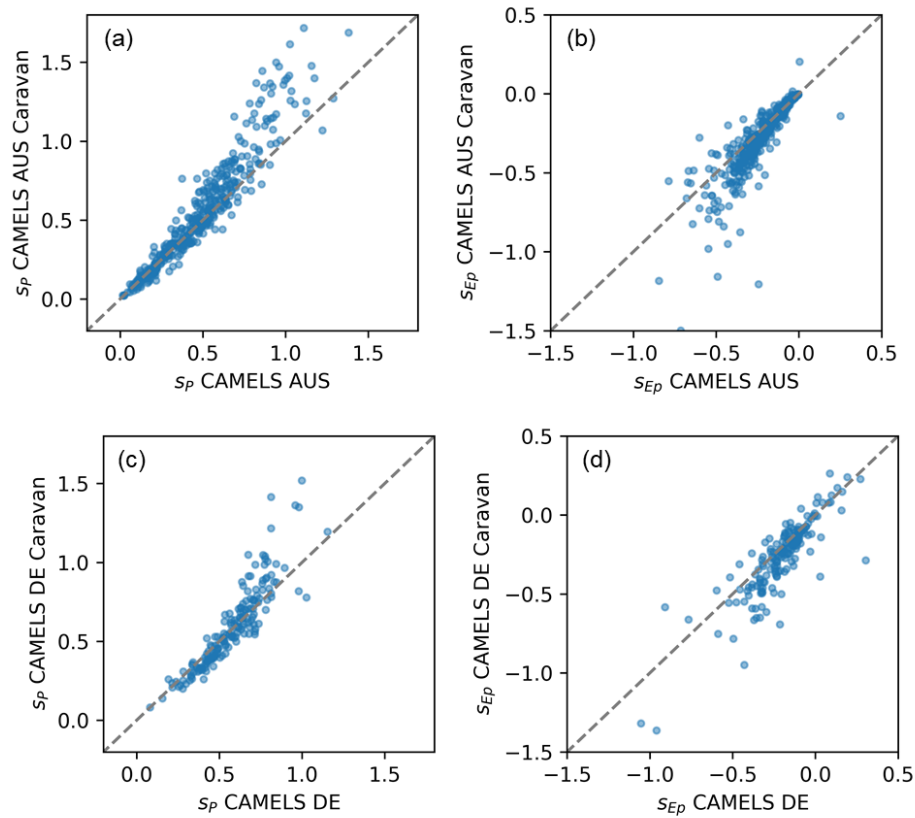 (a)
1.5
1.0
0.5
0.0
s_P CAMELS AUS Caravan
0.0 0.5 1.0 1.5
s_P CAMELS AUS
(b)
0.5
0.0
−0.5
−1.0
−1.5
s_Ep CAMELS AUS Caravan
−1.5 −1.0 −0.5 0.0 0.5
s_Ep CAMELS AUS
(c)
1.5
1.0
0.5
0.0
s_P CAMELS DE Caravan
0.0 0.5 1.0 1.5
s_P CAMELS DE
(d)
0.5
0.0
−0.5
−1.0
−1.5
s_Ep CAMELS DE Caravan
−1.5 −1.0 −0.5 0.0 0.5
s_Ep CAMELS DE